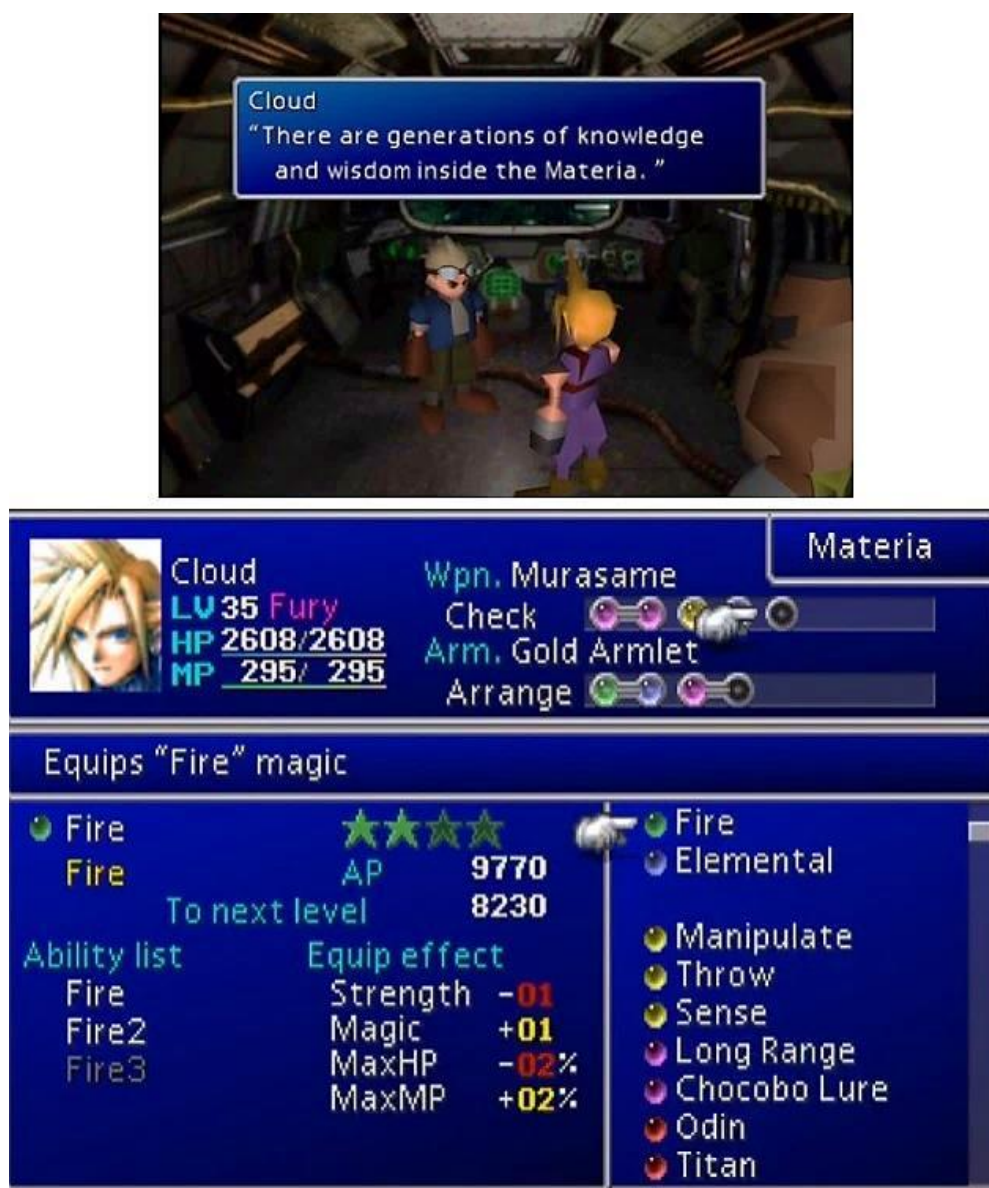 Cloud
“There are generations of knowledge
and wisdom inside the Materia. ”
Materia
Cloud
LV 35 Fury
HP 2608/2608
MP 295/ 295
Wpn. Murasame
Check
Arm. Gold Armlet
Arrange
Equips “Fire” magic
Fire
Fire
AP 9770
To next level 8230
Ability list
Fire
Fire2
Fire3
Equip effect
Strength -01
Magic +01
MaxHP -02%
MaxMP +02%
Fire
Elemental
Manipulate
Throw
Sense
Long Range
Chocobo Lure
Odin
Titan